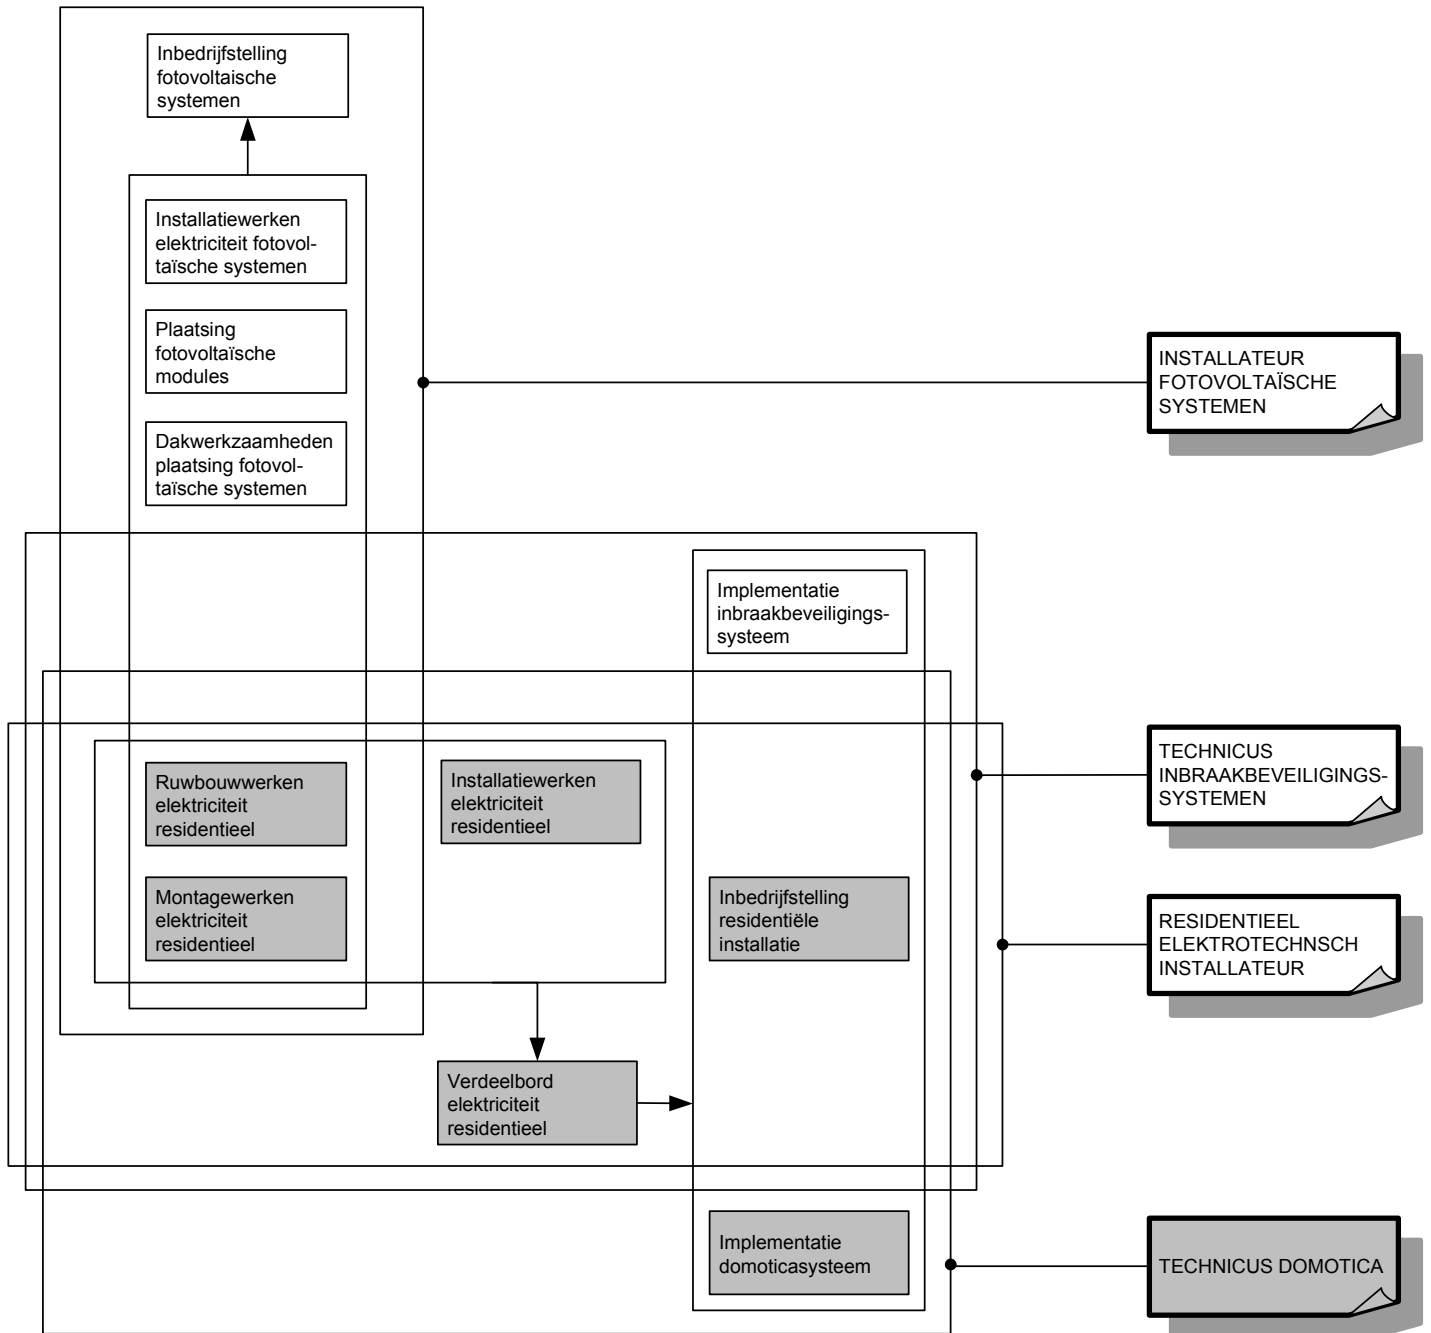 Inbedrijfstelling
fotovoltaische
systemen
Installatiewerken
elektriciteit fotovol-
taïsche systemen
Plaatsing
fotovoltaïsche
modules
INSTALLATEUR
FOTOVOLTAÏSCHE
SYSTEMEN
Dakwerkzaamheden
plaatsing fotovol-
taïsche systemen
Implementatie
inbraakbeveiligings-
systeem
TECHNICUS
INBRAAKBEVEILIGINGS-
SYSTEMEN
Ruwbouwwerken
elektriciteit
residentieel
Installatiewerken
elektriciteit
residentieel
Montagewerken
elektriciteit
residentieel
Inbedrijfstelling
residentiële
installatie
RESIDENTIEEL
ELEKTROTECHNSCH
INSTALLATEUR
Verdeelbord
elektriciteit
residentieel
Implementatie
domoticasysteem
TECHNICUS DOMOTICA